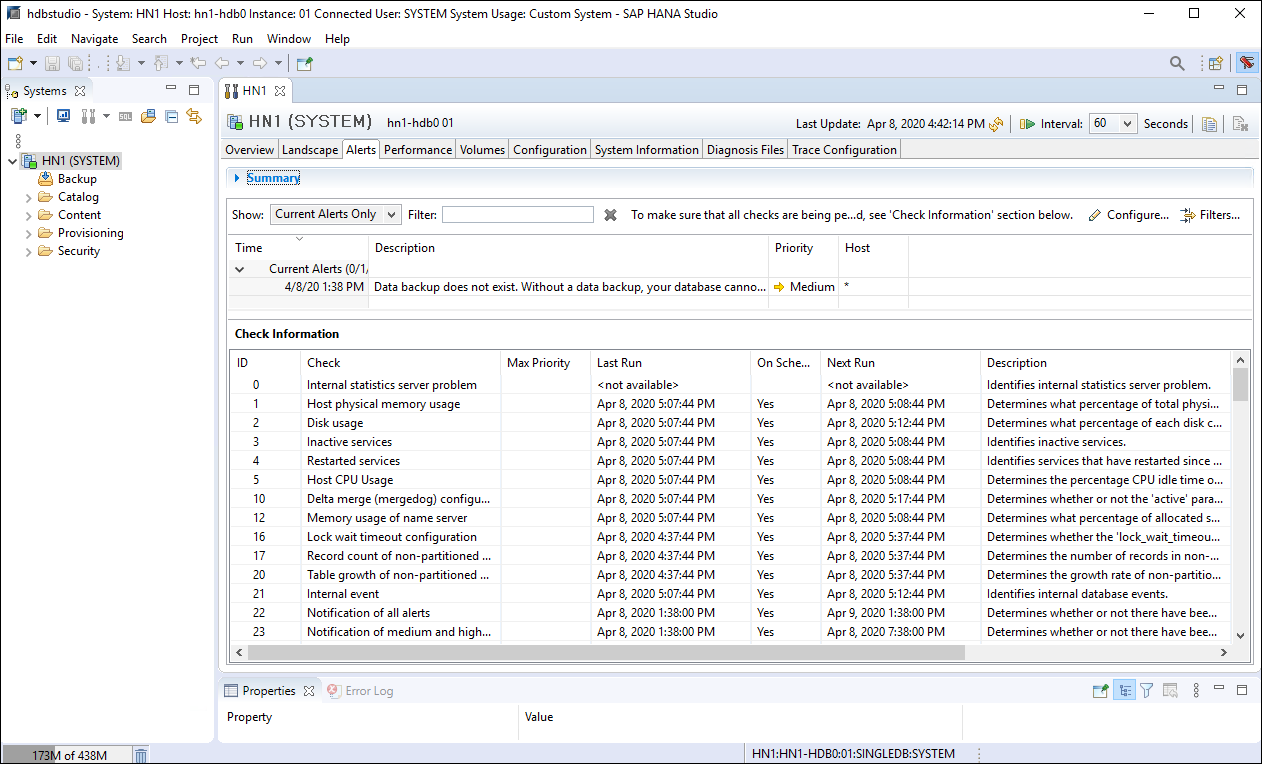 hdbstudio - System: HN1 Host: hn1-hdb0 Instance: 01 Connected User: SYSTEM System Usage: Custom System - SAP HANA Studio
File Edit Navigate Search Project Run Window Help
Systems
HN1
HN1 (SYSTEM) hn1-hdb0 01
Last Update: Apr 8, 2020 4:42:14 PM Interval: 60 Seconds
SQL
HN1 (SYSTEM)
Backup
Catalog
Content
Provisioning
Security
Overview Landscape Alerts Performance Volumes Configuration System Information Diagnosis Files Trace Configuration
Summary
Show: Current Alerts Only Filter: To make sure that all checks are being pe...d, see 'Check Information' section below. Configure... Filters...
Time Description Priority Host
Current Alerts (0/1/
4/8/20 1:38 PM Data backup does not exist. Without a data backup, your database canno... Medium *
Check Information
ID Check Max Priority Last Run On Sche... Next Run Description
0 Internal statistics server problem <not available> <not available> Identifies internal statistics server problem.
1 Host physical memory usage Apr 8, 2020 5:07:44 PM Yes Apr 8, 2020 5:08:44 PM Determines what percentage of total physi...
2 Disk usage Apr 8, 2020 5:07:44 PM Yes Apr 8, 2020 5:12:44 PM Determines what percentage of each disk c...
3 Inactive services Apr 8, 2020 5:07:44 PM Yes Apr 8, 2020 5:08:44 PM Identifies inactive services.
4 Restarted services Apr 8, 2020 5:07:44 PM Yes Apr 8, 2020 5:08:44 PM Identifies services that have restarted since ...
5 Host CPU Usage Apr 8, 2020 5:07:44 PM Yes Apr 8, 2020 5:08:44 PM Determines the percentage CPU idle time o...
10 Delta merge (mergedog) configu... Apr 8, 2020 5:07:44 PM Yes Apr 8, 2020 5:17:44 PM Determines whether or not the 'active' para...
12 Memory usage of name server Apr 8, 2020 5:07:44 PM Yes Apr 8, 2020 5:08:44 PM Determines what percentage of allocated s...
16 Lock wait timeout configuration Apr 8, 2020 4:37:44 PM Yes Apr 8, 2020 5:37:44 PM Determines whether the 'lock_wait_timeou...
17 Record count of non-partitioned ... Apr 8, 2020 4:37:44 PM Yes Apr 8, 2020 5:37:44 PM Determines the number of records in non-...
20 Table growth of non-partitioned ... Apr 8, 2020 4:37:44 PM Yes Apr 8, 2020 5:37:44 PM Determines the growth rate of non-partitio...
21 Internal event Apr 8, 2020 5:07:44 PM Yes Apr 8, 2020 5:12:44 PM Identifies internal database events.
22 Notification of all alerts Apr 8, 2020 1:38:00 PM Yes Apr 9, 2020 1:38:00 PM Determines whether or not there have bee...
23 Notification of medium and high... Apr 8, 2020 1:38:00 PM Yes Apr 8, 2020 7:38:00 PM Determines whether or not there have bee...
Properties Error Log
Property Value
173M of 438M HN1:HN1-HDB0:01:SINGLEDB:SYSTEM